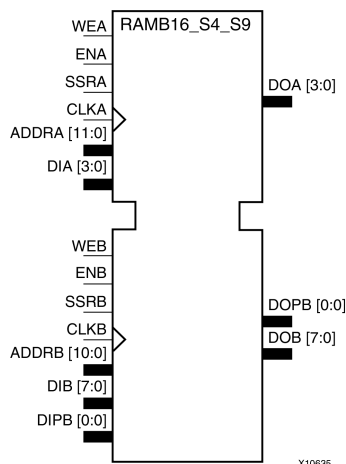 RAMB16_S4_S9
WEA
ENA
SSRA
CLKA
ADDRA [11:0]
DIA [3:0]
DOA [3:0]
WEB
ENB
SSRB
CLKB
ADDRB [10:0]
DIB [7:0]
DIPB [0:0]
DOPB [0:0]
DOB [7:0]
X10635